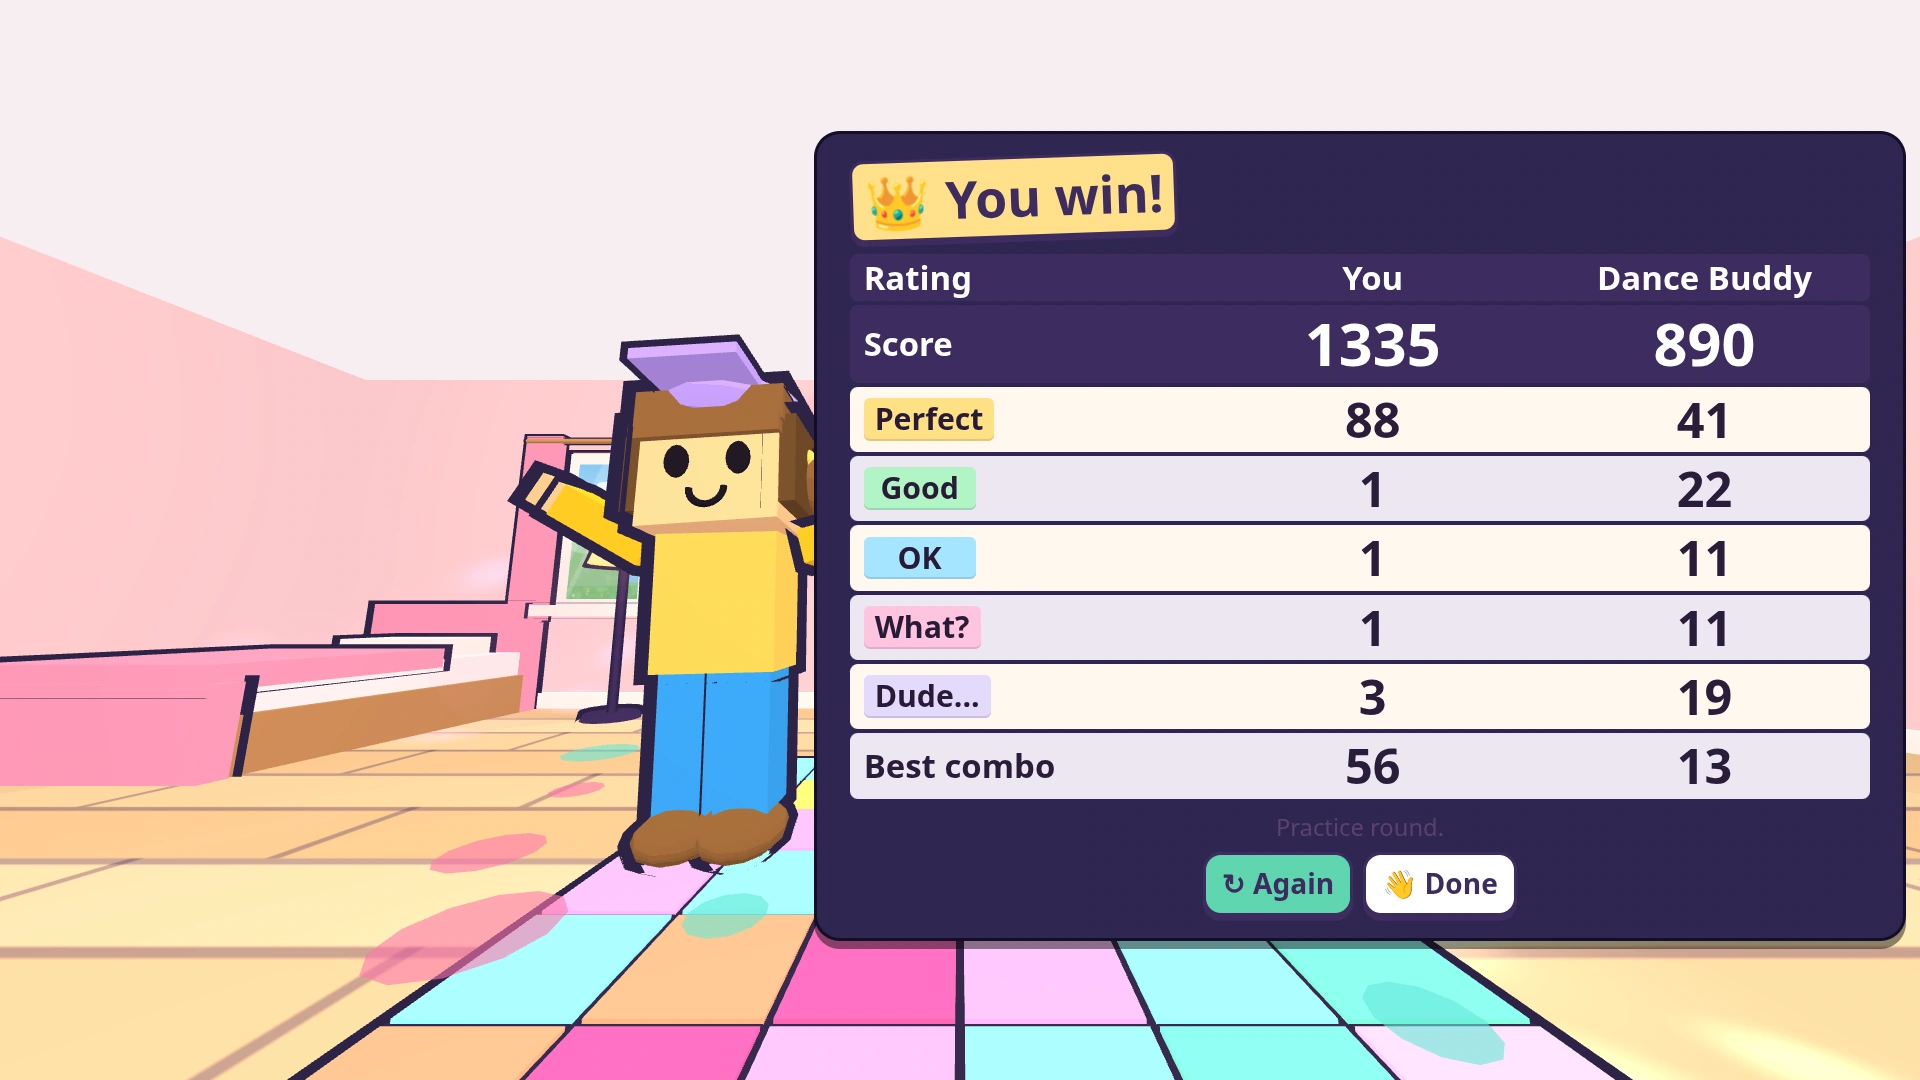 👑 You win!
Rating You Dance Buddy
Score 1335 890
Perfect 88 41
Good 1 22
OK 1 11
What? 1 11
Dude... 3 19
Best combo 56 13
Practice round.
↻ Again 👋 Done